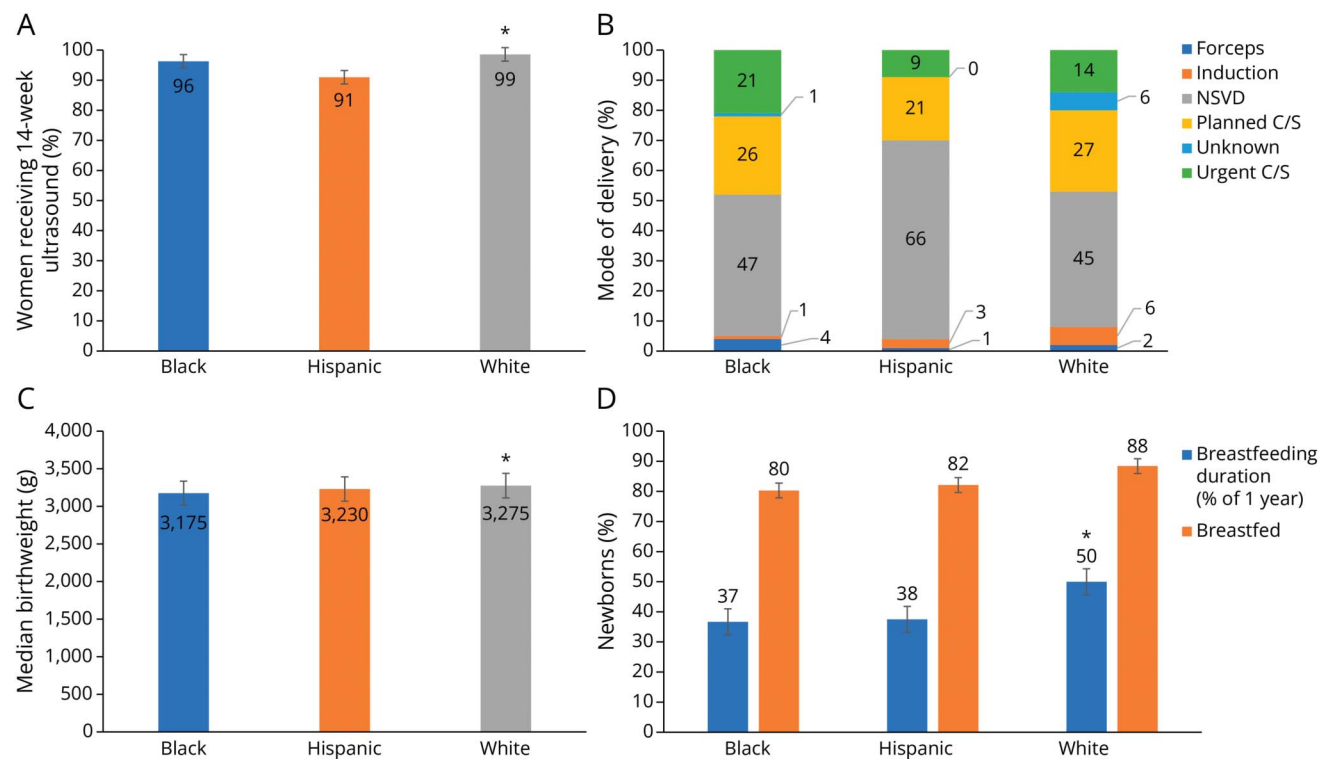 A
Women receiving 14-week
ultrasound (%)
100
90
80
70
60
50
40
30
20
10
0
96
91
*
99
Black
Hispanic
White
B
Mode of delivery (%)
100
90
80
70
60
50
40
30
20
10
0
21
1
26
47
1
4
9
0
21
66
3
1
14
6
27
45
6
2
Black
Hispanic
White
Forceps
Induction
NSVD
Planned C/S
Unknown
Urgent C/S
C
Median birthweight (g)
4,000
3,500
3,000
2,500
2,000
1,500
1,000
500
0
3,175
3,230
*
3,275
Black
Hispanic
White
D
Newborns (%)
100
90
80
70
60
50
40
30
20
10
0
37
80
38
82
*
50
88
Black
Hispanic
White
Breastfeeding
duration
(% of 1 year)
Breastfed